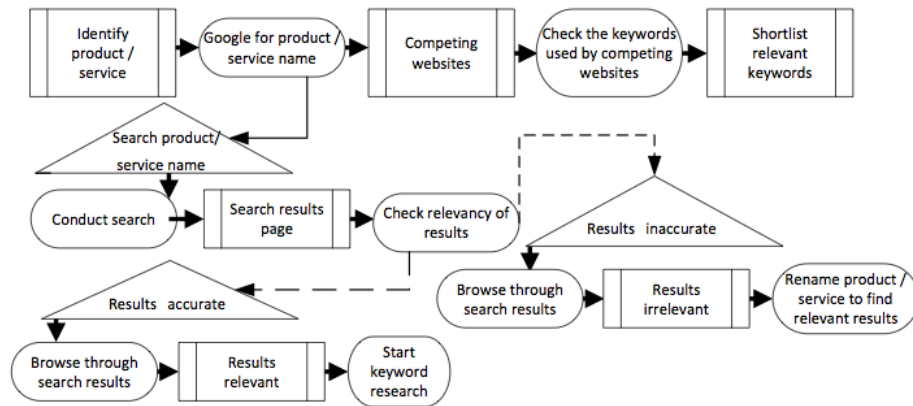 Identify
product /
service
Google for product /
service name
Competing
websites
Check the keywords
used by competing
websites
Shortlist
relevant
keywords
Search product/
service name
Conduct search
Search results
page
Check relevancy of
results
Results inaccurate
Browse through
search results
Results
irrelevant
Rename product /
service to find
relevant results
Results accurate
Browse through
search results
Results
relevant
Start
keyword
research